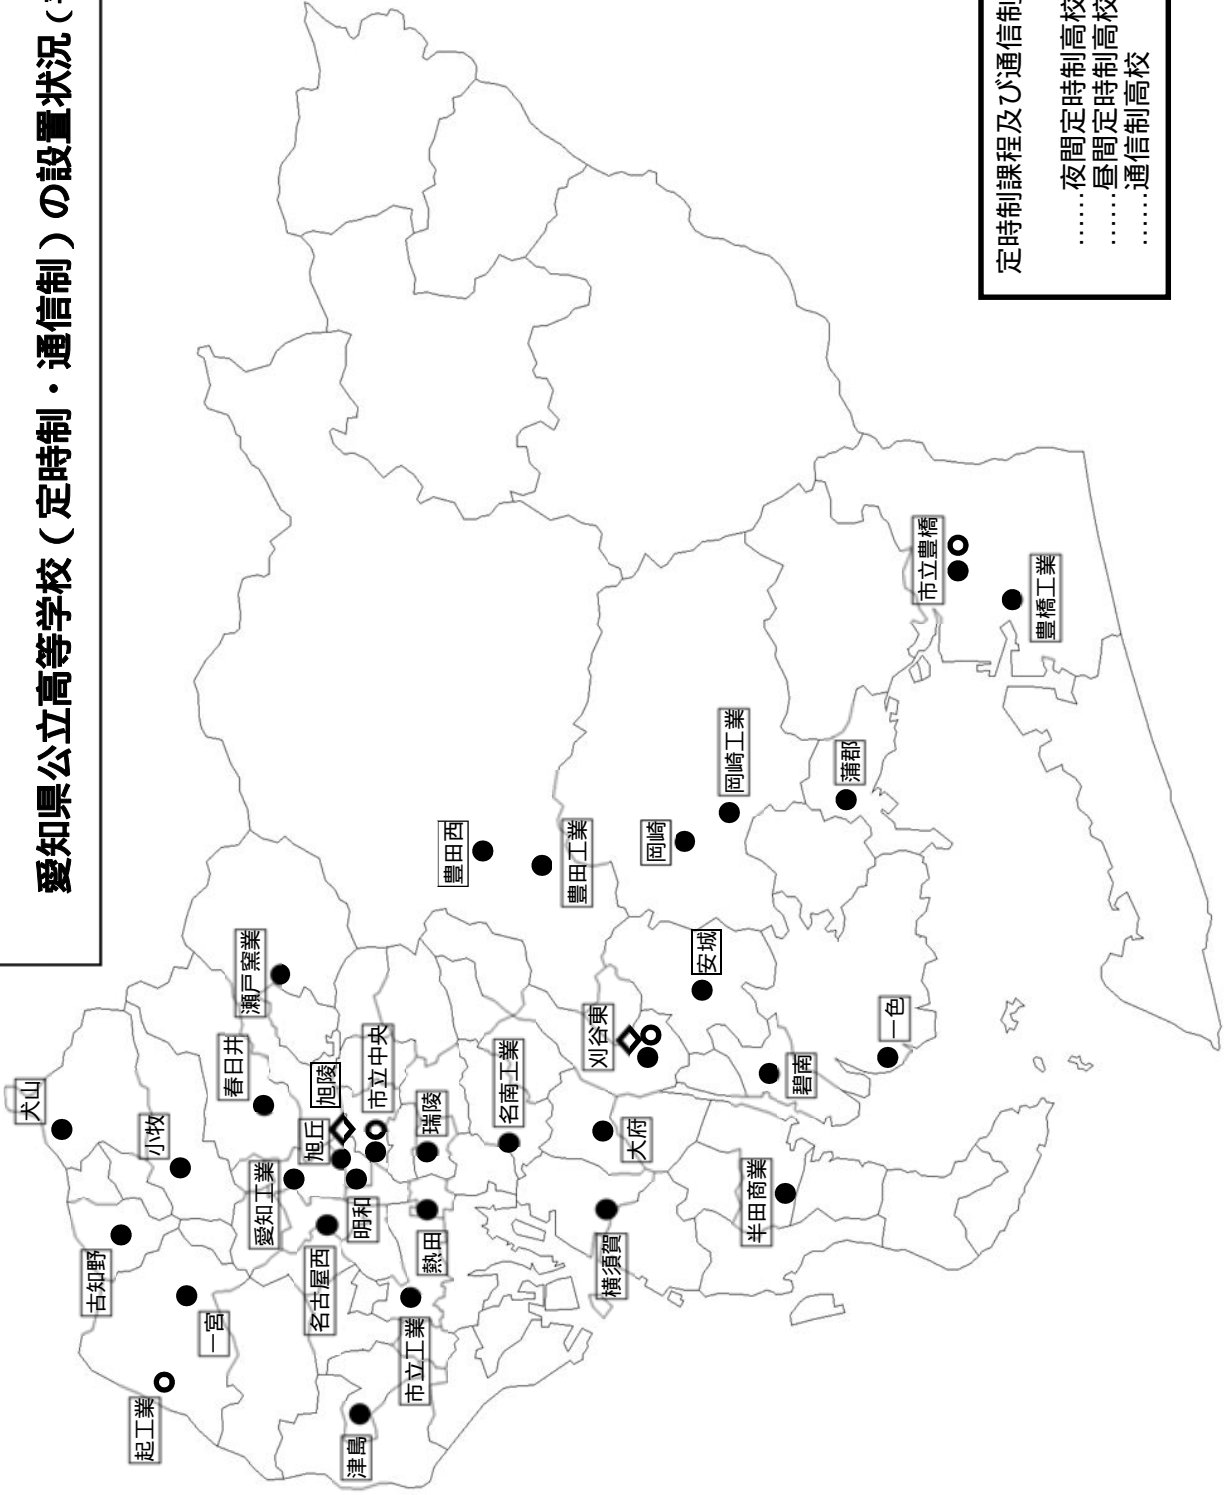 愛知県公立高等学校(定時制・通信制)の設置状況(
犬山
小牧
古知野
一宮
起工業
春日井
瀬戸窯業
愛知工業
旭丘
旭陵
市立中央
明和
名古屋西
瑞陵
熱田
名南工業
市立工業
津島
豊田西
豊田工業
岡崎
岡崎工業
安城
刈谷東
大府
横須賀
碧南
半田商業
一色
蒲郡
市立豊橋
豊橋工業
定時制課程及び通信制
……夜間定時制高校
……昼間定時制高校
……通信制高校